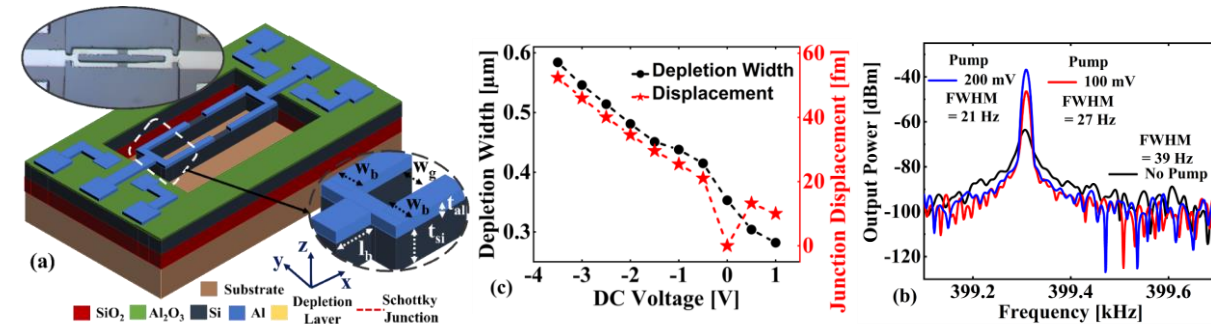 (a)
w_b
w_g
w_b
t_al
t_si
l_b
z
y
x
Substrate
SiO₂
Al₂O₃
Si
Al
Depletion
Layer
Schottky
Junction
0.6
0.5
0.4
0.3
Depletion Width [µm]
Depletion Width
Displacement
60
40
20
0
Junction Displacement [fm]
-4 -3 -2 -1 0 1
(c)
DC Voltage [V]
-40
-60
-80
-100
-120
Output Power [dBm]
Pump
200 mV
FWHM
= 21 Hz
Pump
100 mV
FWHM
= 27 Hz
FWHM
= 39 Hz
No Pump
399.2 399.4 399.6
(b)
Frequency [kHz]